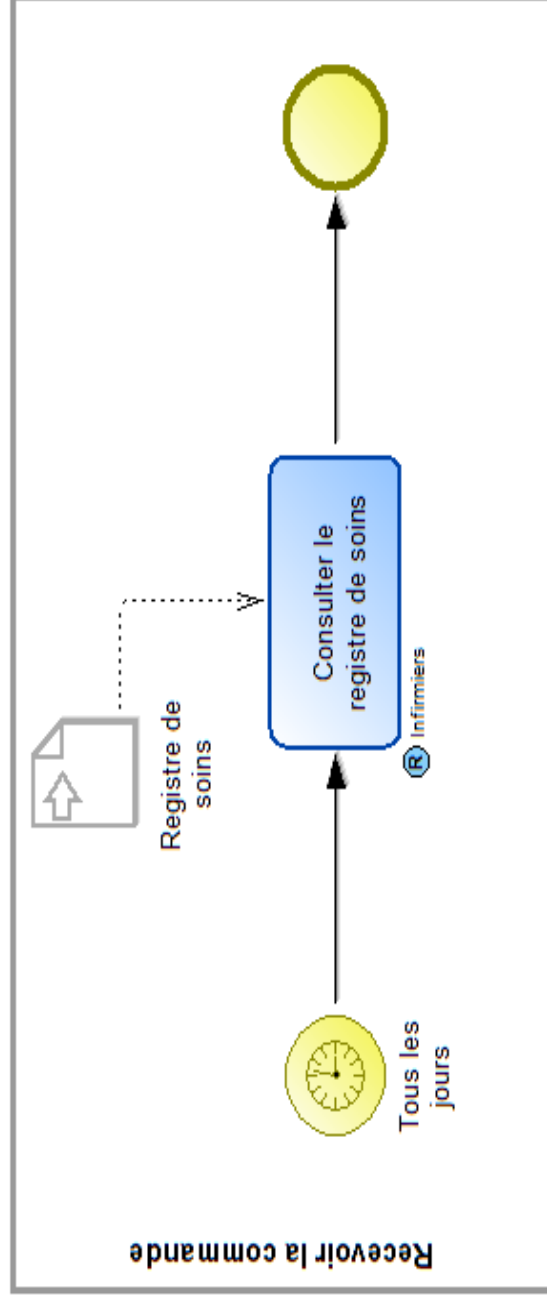 Recevoir la commande
Tous les
jours
Registre de
soins
Consulter le
registre de soins
R Infirmiers